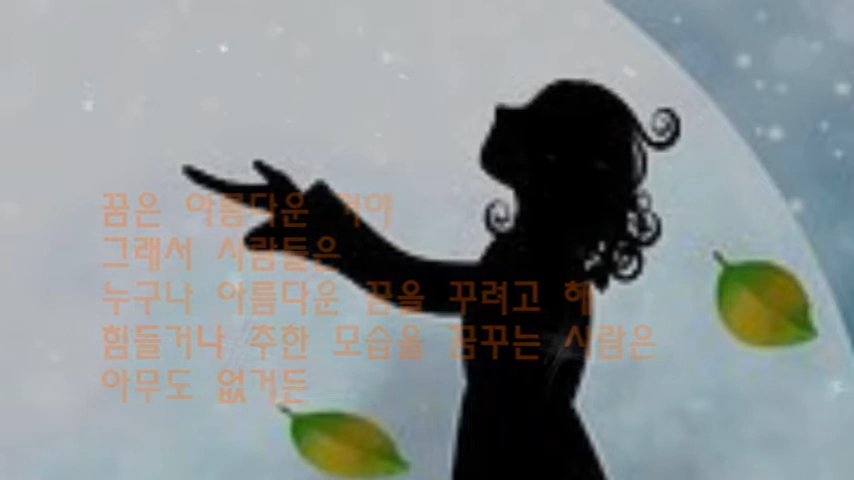 꿈은 아름다운 거야
그래서 사람들은
누구나 아름다운 꿈을 꾸려고 해
힘들거나 추한 모습을 꿈꾸는 사람은
아무도 없거든